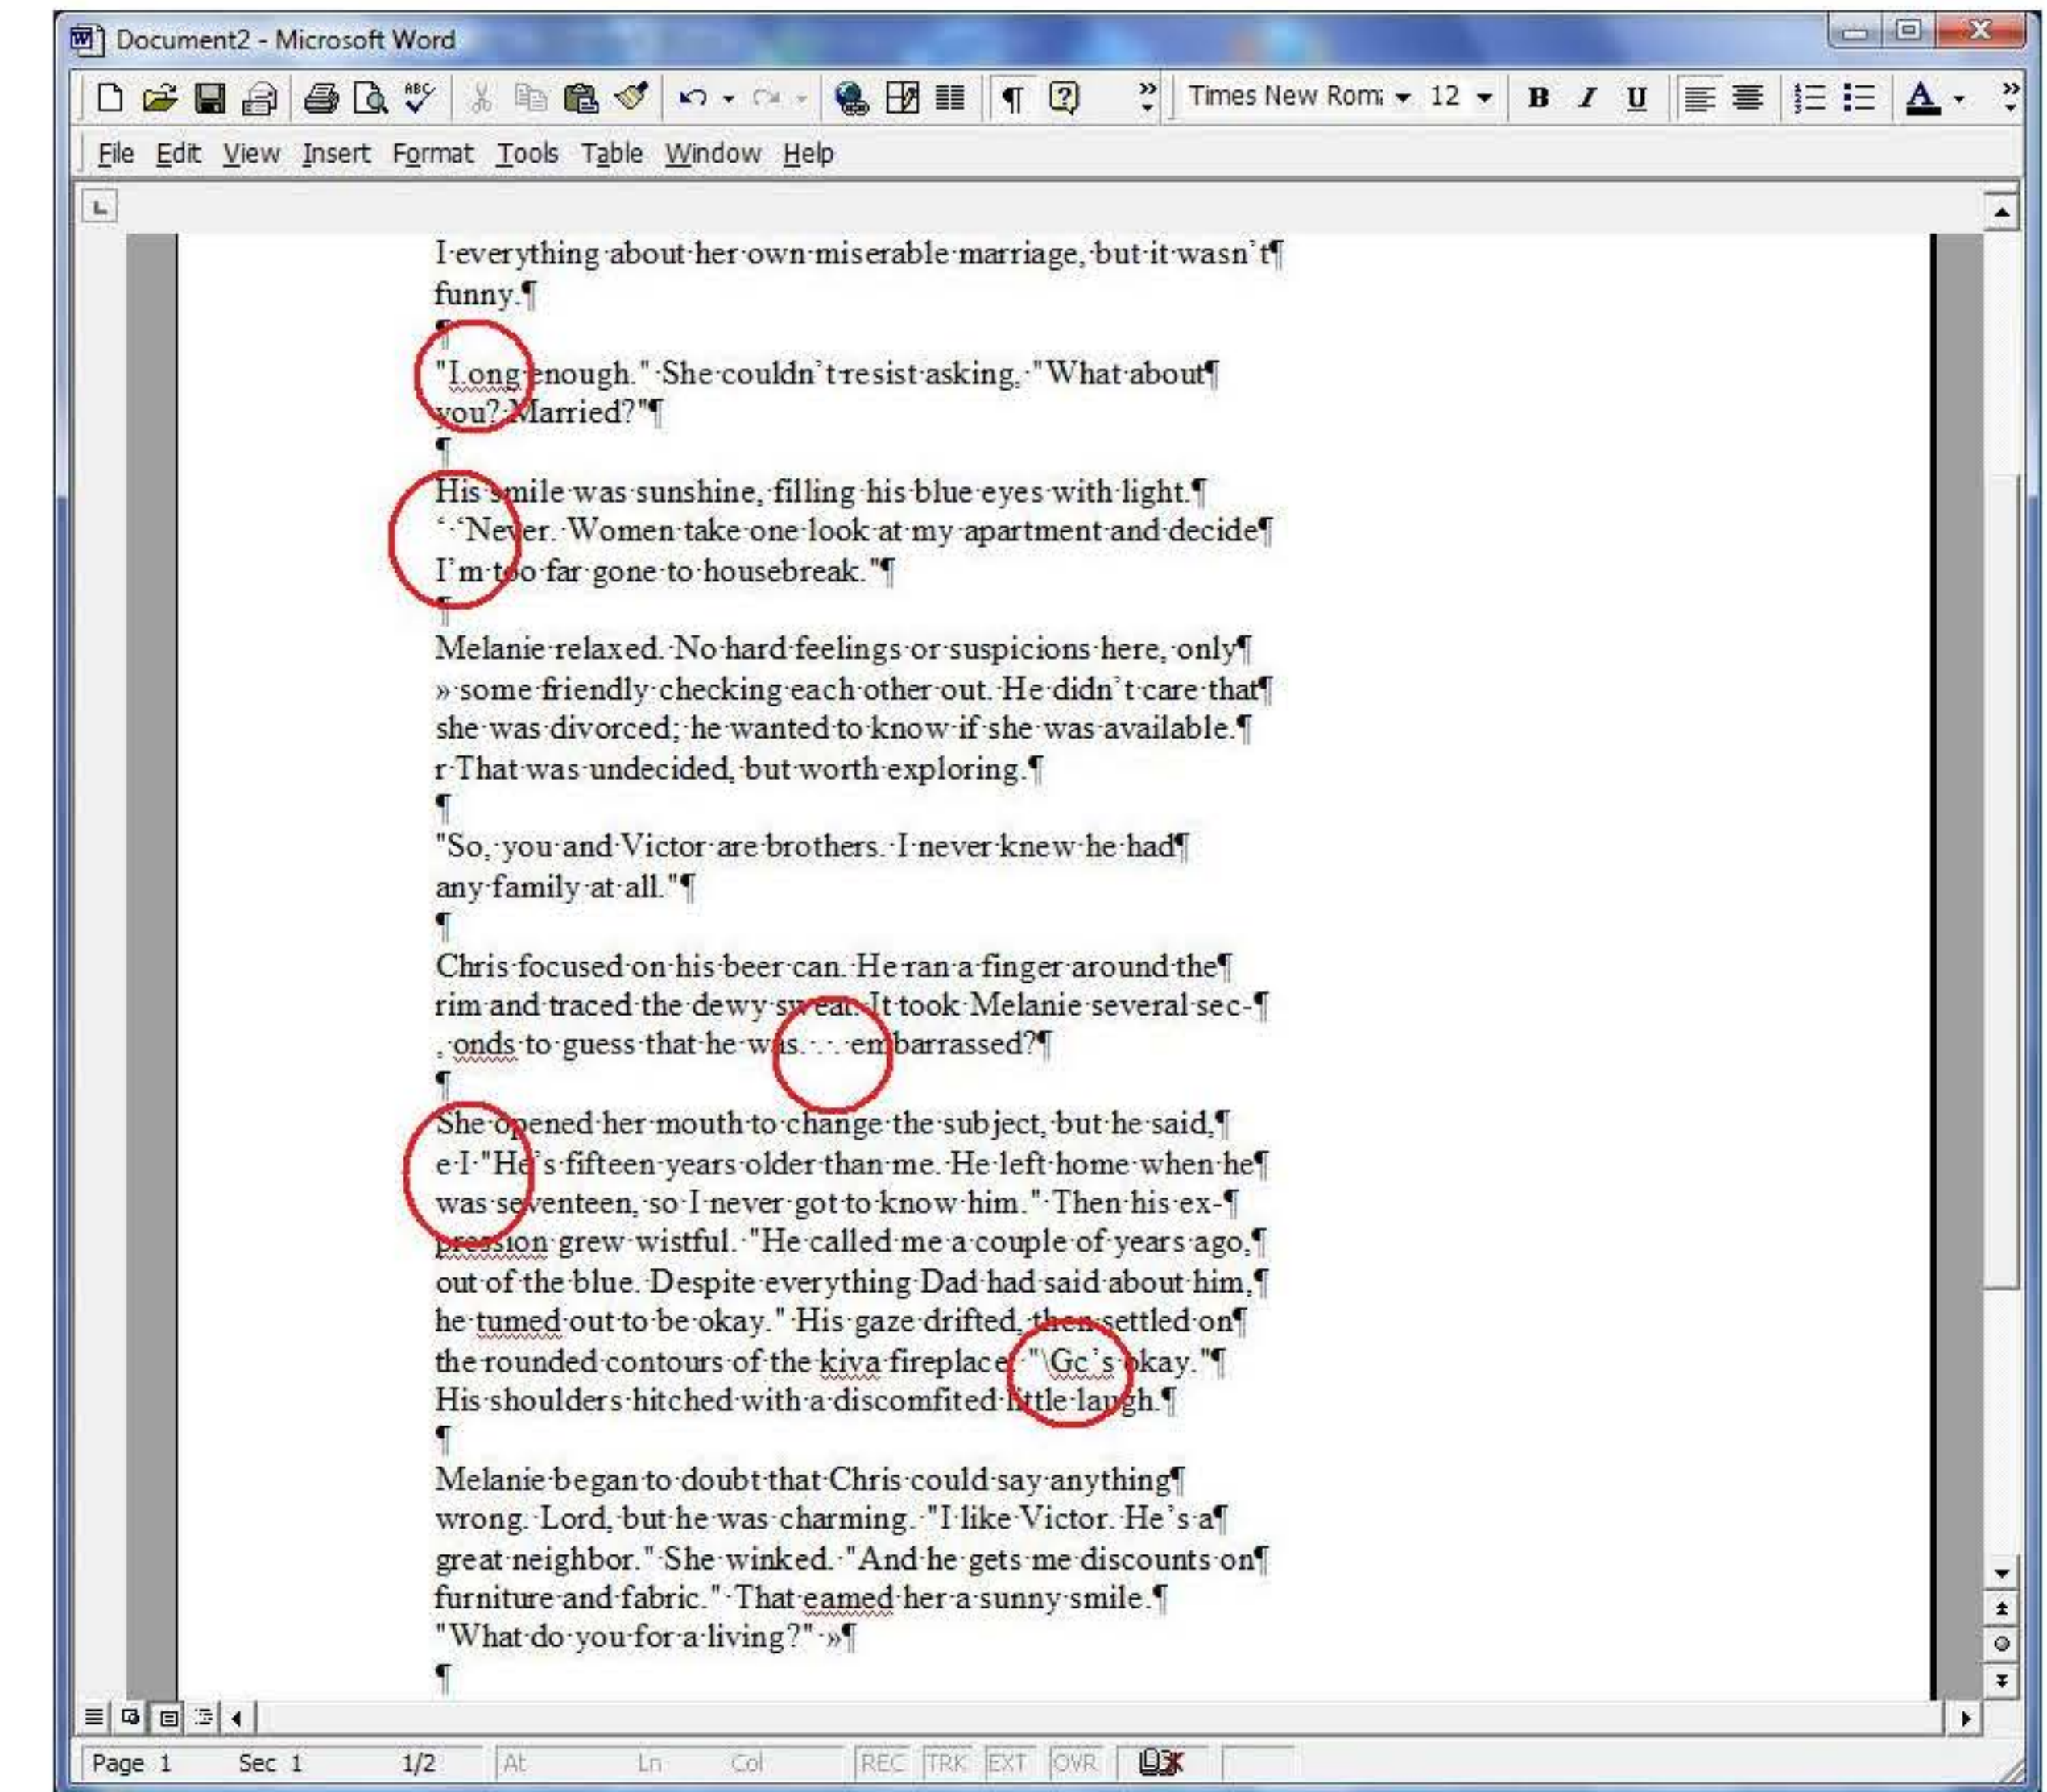 Document2 - Microsoft Word
Times New Rom 12 B I U A
File Edit View Insert Format Tools Table Window Help
I everything about her own miserable marriage, but it wasn't¶
funny.¶
¶
"I.ong enough." She couldn't resist asking, "What about¶
you? Married?"¶
¶
His smile was sunshine, filling his blue eyes with light.¶
‘ ‘Never. Women take one look at my apartment and decide¶
I'm too far gone to housebreak."¶
¶
Melanie relaxed. No hard feelings or suspicions here, only¶
» some friendly checking each other out. He didn't care that¶
she was divorced; he wanted to know if she was available.¶
r That was undecided, but worth exploring.¶
¶
"So, you and Victor are brothers. I never knew he had¶
any family at all."¶
¶
Chris focused on his beer can. He ran a finger around the¶
rim and traced the dewy sweat. It took Melanie several sec-¶
, onds to guess that he was. . . embarrassed?¶
¶
She opened her mouth to change the subject, but he said,¶
e I "He's fifteen years older than me. He left home when he¶
was seventeen, so I never got to know him." Then his ex-¶
pression grew wistful. "He called me a couple of years ago,¶
out of the blue. Despite everything Dad had said about him,¶
he tumed out to be okay." His gaze drifted, then settled on¶
the rounded contours of the kiva fireplace. "\Gc's okay."¶
His shoulders hitched with a discomfited little laugh.¶
¶
Melanie began to doubt that Chris could say anything¶
wrong. Lord, but he was charming. "I like Victor. He's a¶
great neighbor." She winked. "And he gets me discounts on¶
furniture and fabric." That eamed her a sunny smile.¶
"What do you for a living?" »¶
¶
Page 1 Sec 1 1/2 At Ln Col REC TRK EXT OVR